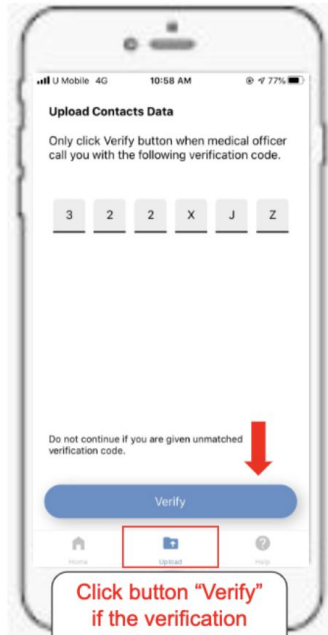 U Mobile 4G 10:58 AM 77%
Upload Contacts Data
Only click Verify button when medical officer
call you with the following verification code.
3 2 2 X J Z
Do not continue if you are given unmatched
verification code.
Verify
Home Upload Help
Click button “Verify”
if the verification